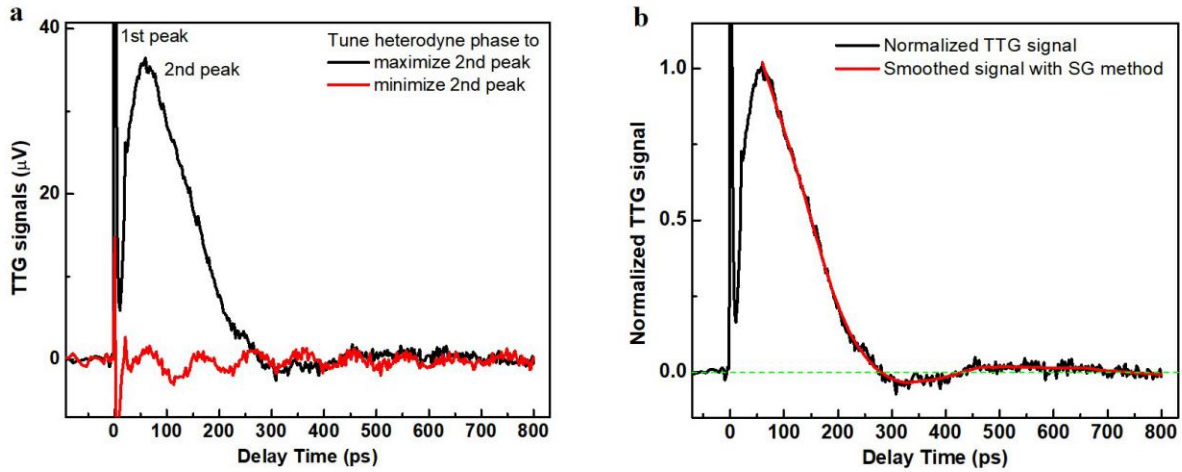 a
40
20
0
TTG signals (μV)
1st peak
2nd peak
Tune heterodyne phase to
maximize 2nd peak
minimize 2nd peak
0 100 200 300 400 500 600 700 800
Delay Time (ps)
b
1.0
0.5
0.0
Normalized TTG signal
Normalized TTG signal
Smoothed signal with SG method
0 100 200 300 400 500 600 700 800
Delay Time (ps)